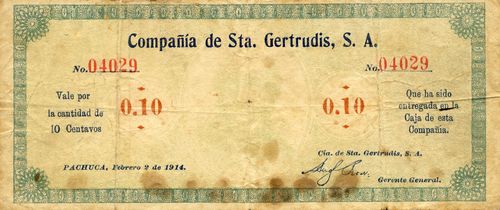 Compañía de Sta. Gertrudis, S. A.
No. 04029
No. 04029
Vale por
la cantidad de
10 Centavos
0.10
0.10
Que ha sido
entregada en la
Caja de esta
Compañía.
PACHUCA, Febrero 2 de 1914.
Cia. de Sta. Gertrudis, S. A.
Gerente General.